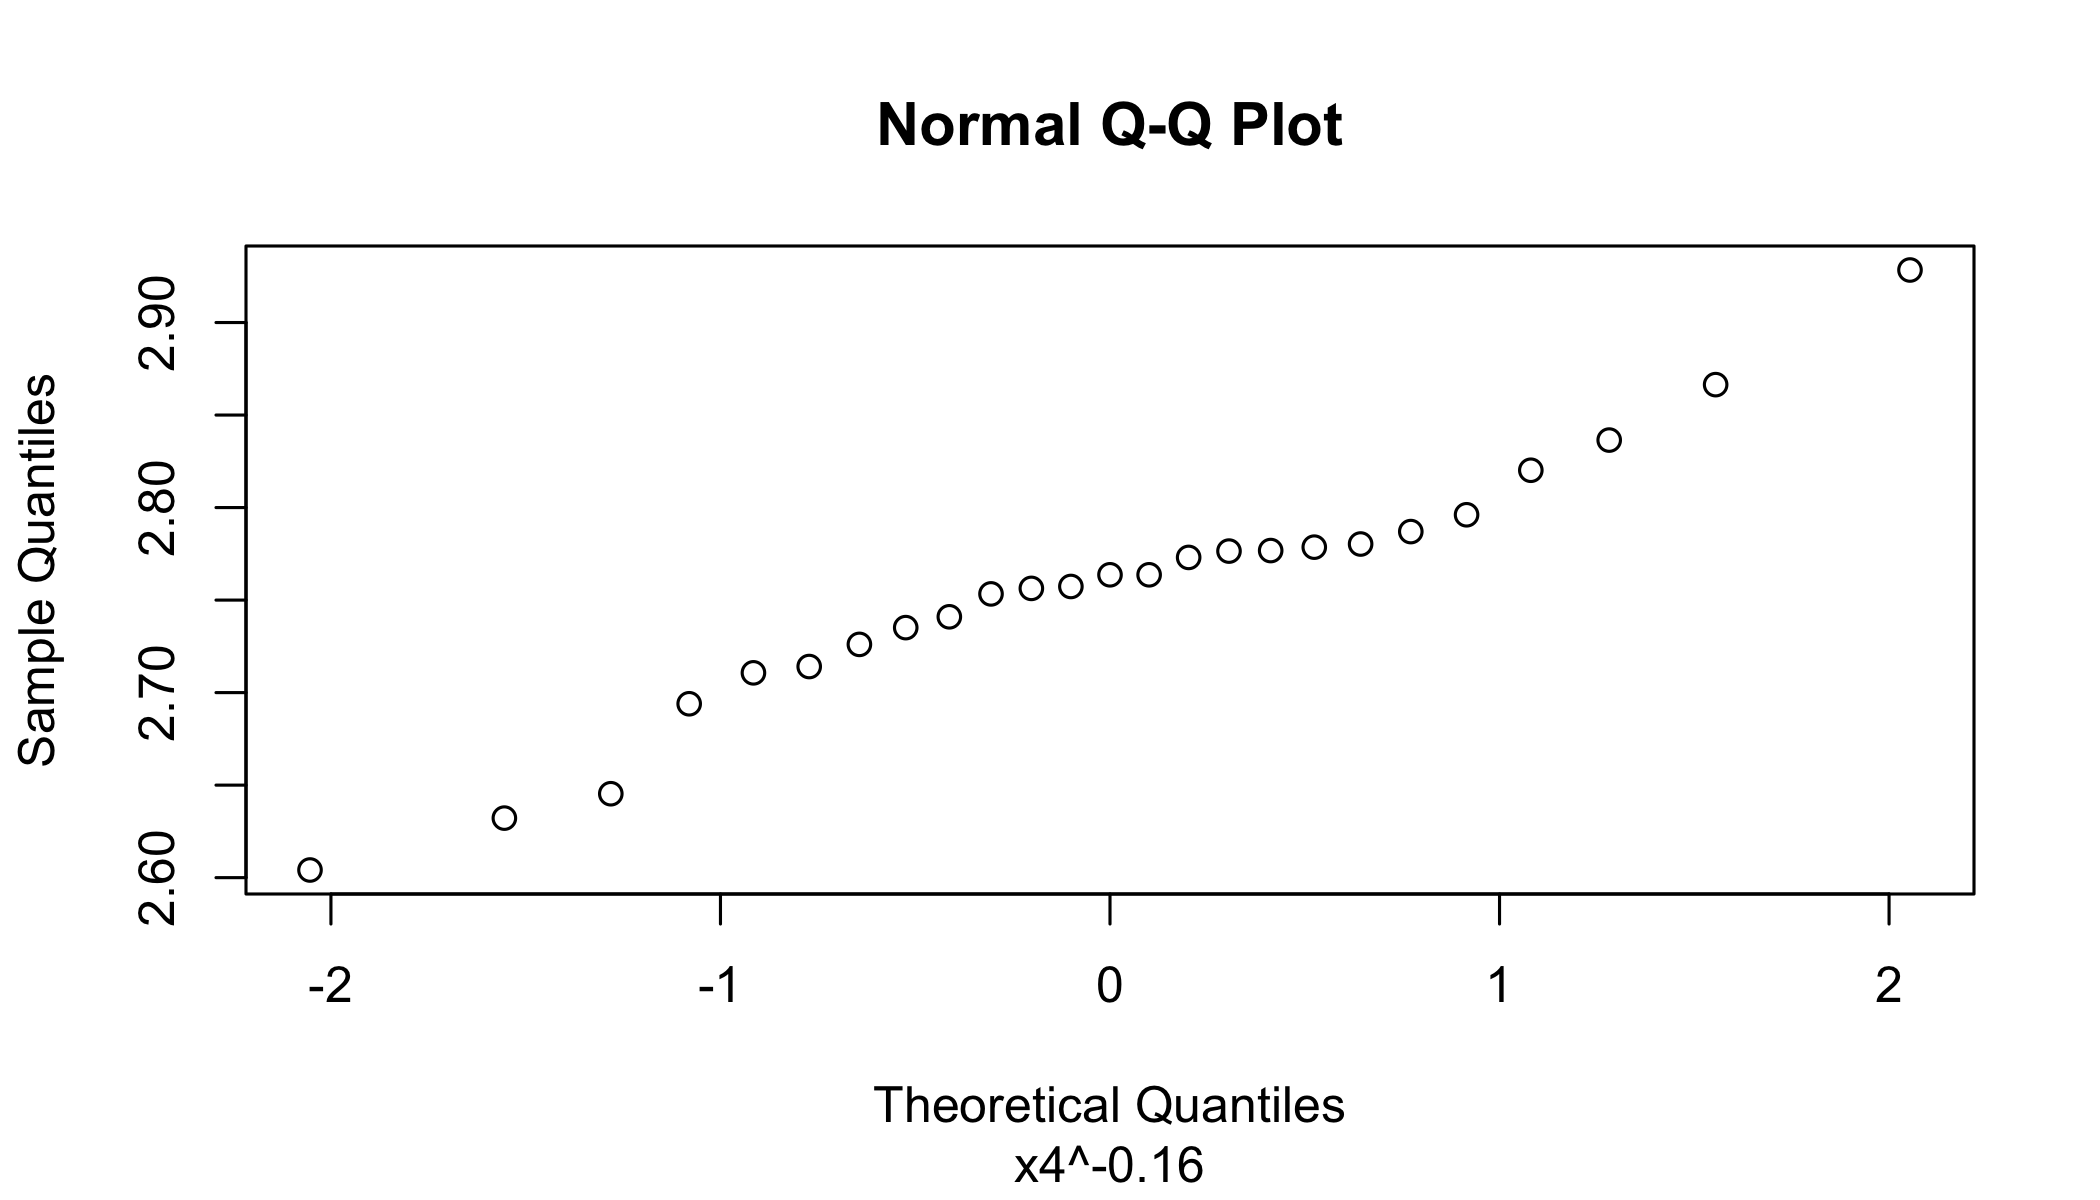 Normal Q-Q Plot
Sample Quantiles
2.90
2.80
2.70
2.60
-2 -1 0 1 2
Theoretical Quantiles
x4^-0.16